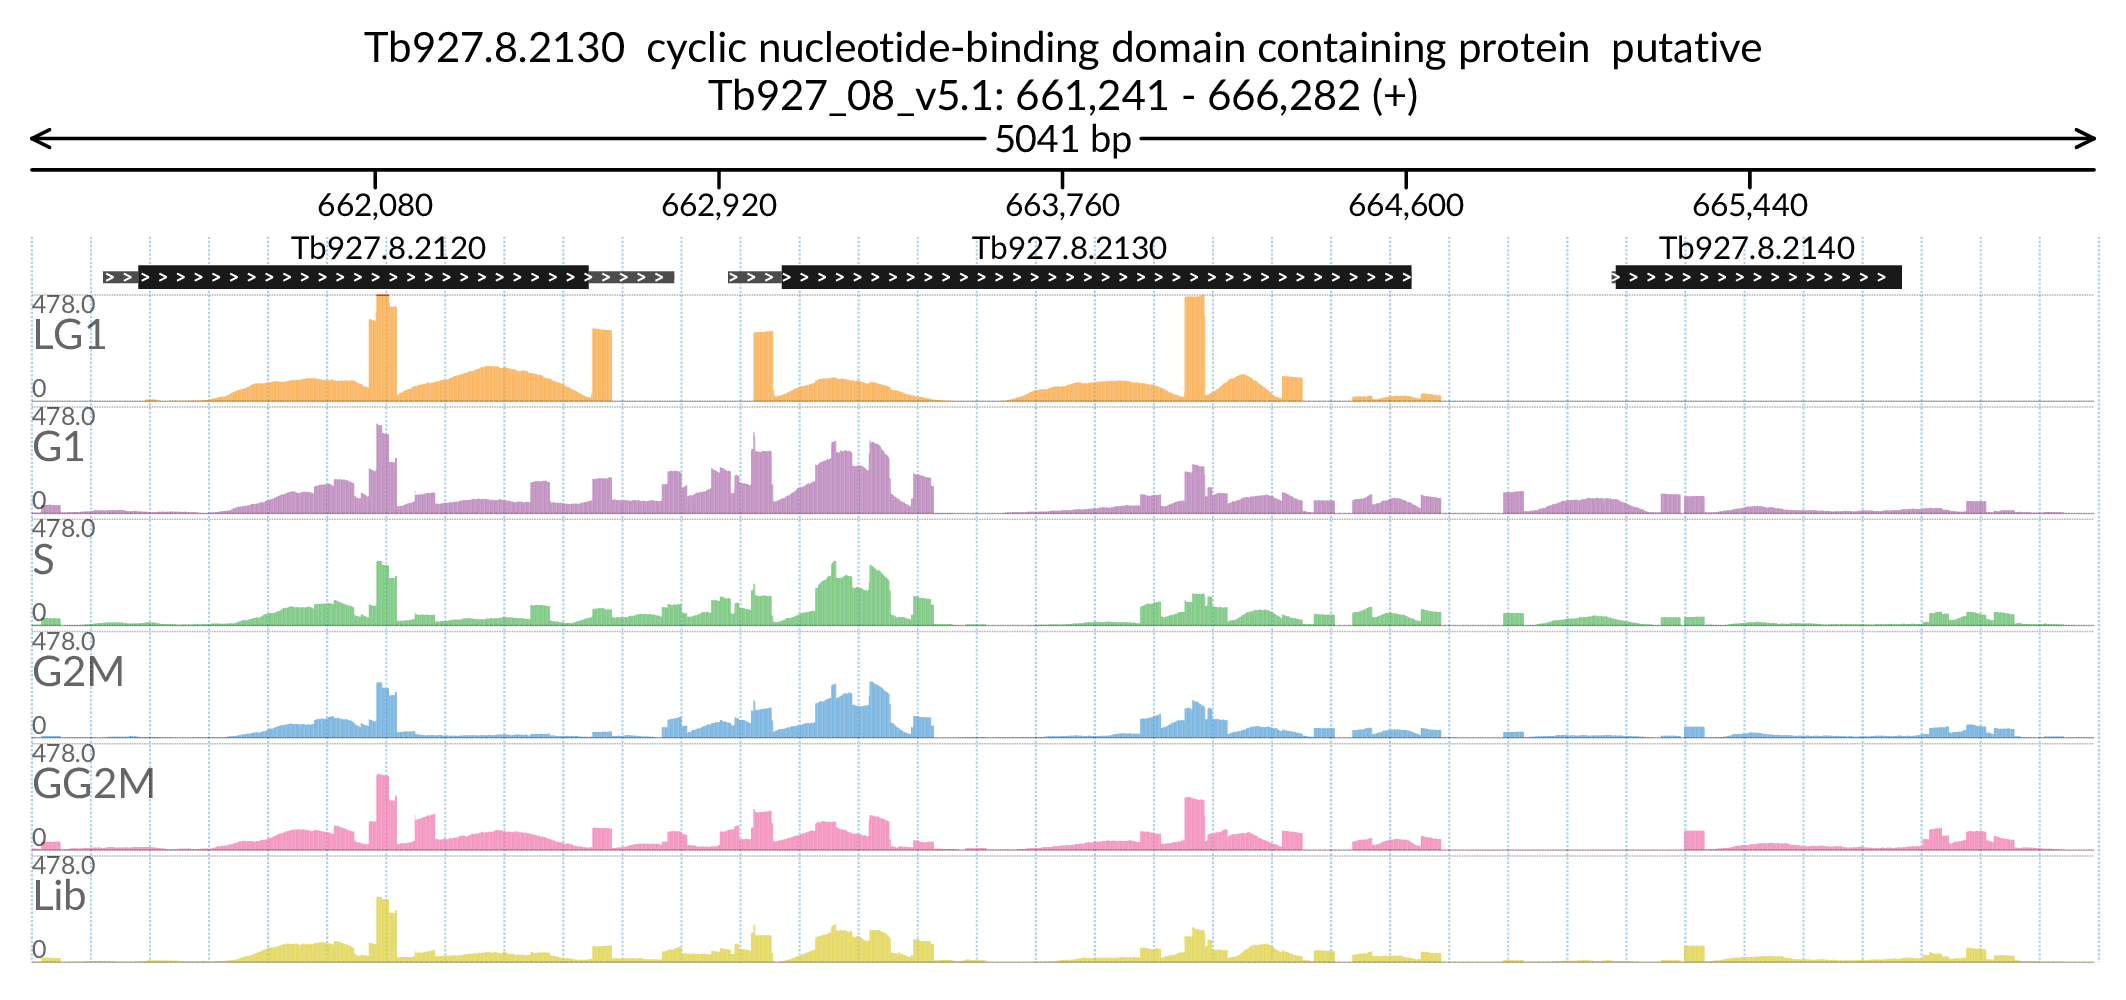 Tb927.8.2130  cyclic nucleotide-binding domain containing protein  putative
Tb927_08_v5.1: 661,241 - 666,282 (+)
5041 bp
662,080 662,920 663,760 664,600 665,440
Tb927.8.2120 Tb927.8.2130 Tb927.8.2140
478.0
LG1
0
478.0
G1
0
478.0
S
0
478.0
G2M
0
478.0
GG2M
0
478.0
Lib
0